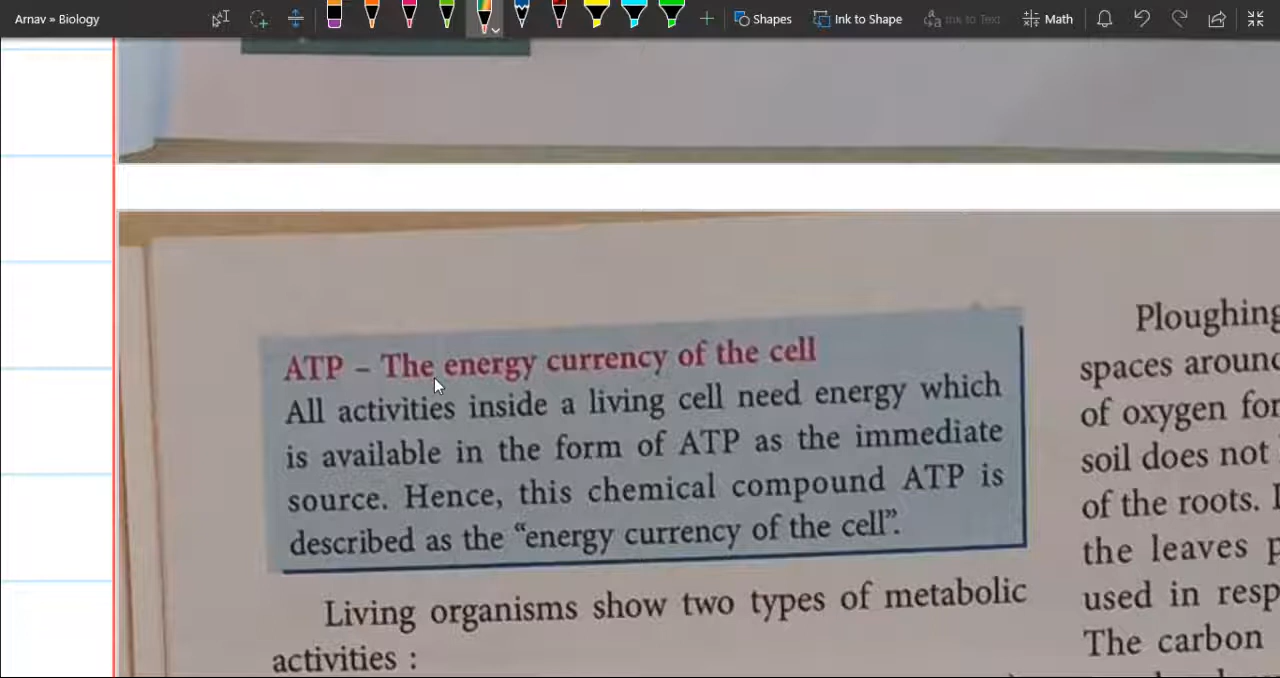 Arnav » Biology
Shapes
Ink to Shape
Ink to Text
Math
ATP – The energy currency of the cell
All activities inside a living cell need energy which
is available in the form of ATP as the immediate
source. Hence, this chemical compound ATP is
described as the “energy currency of the cell”.
Living organisms show two types of metabolic
activities :
Ploughing
spaces around
of oxygen for
soil does not
of the roots.
the leaves
used in
The carbon